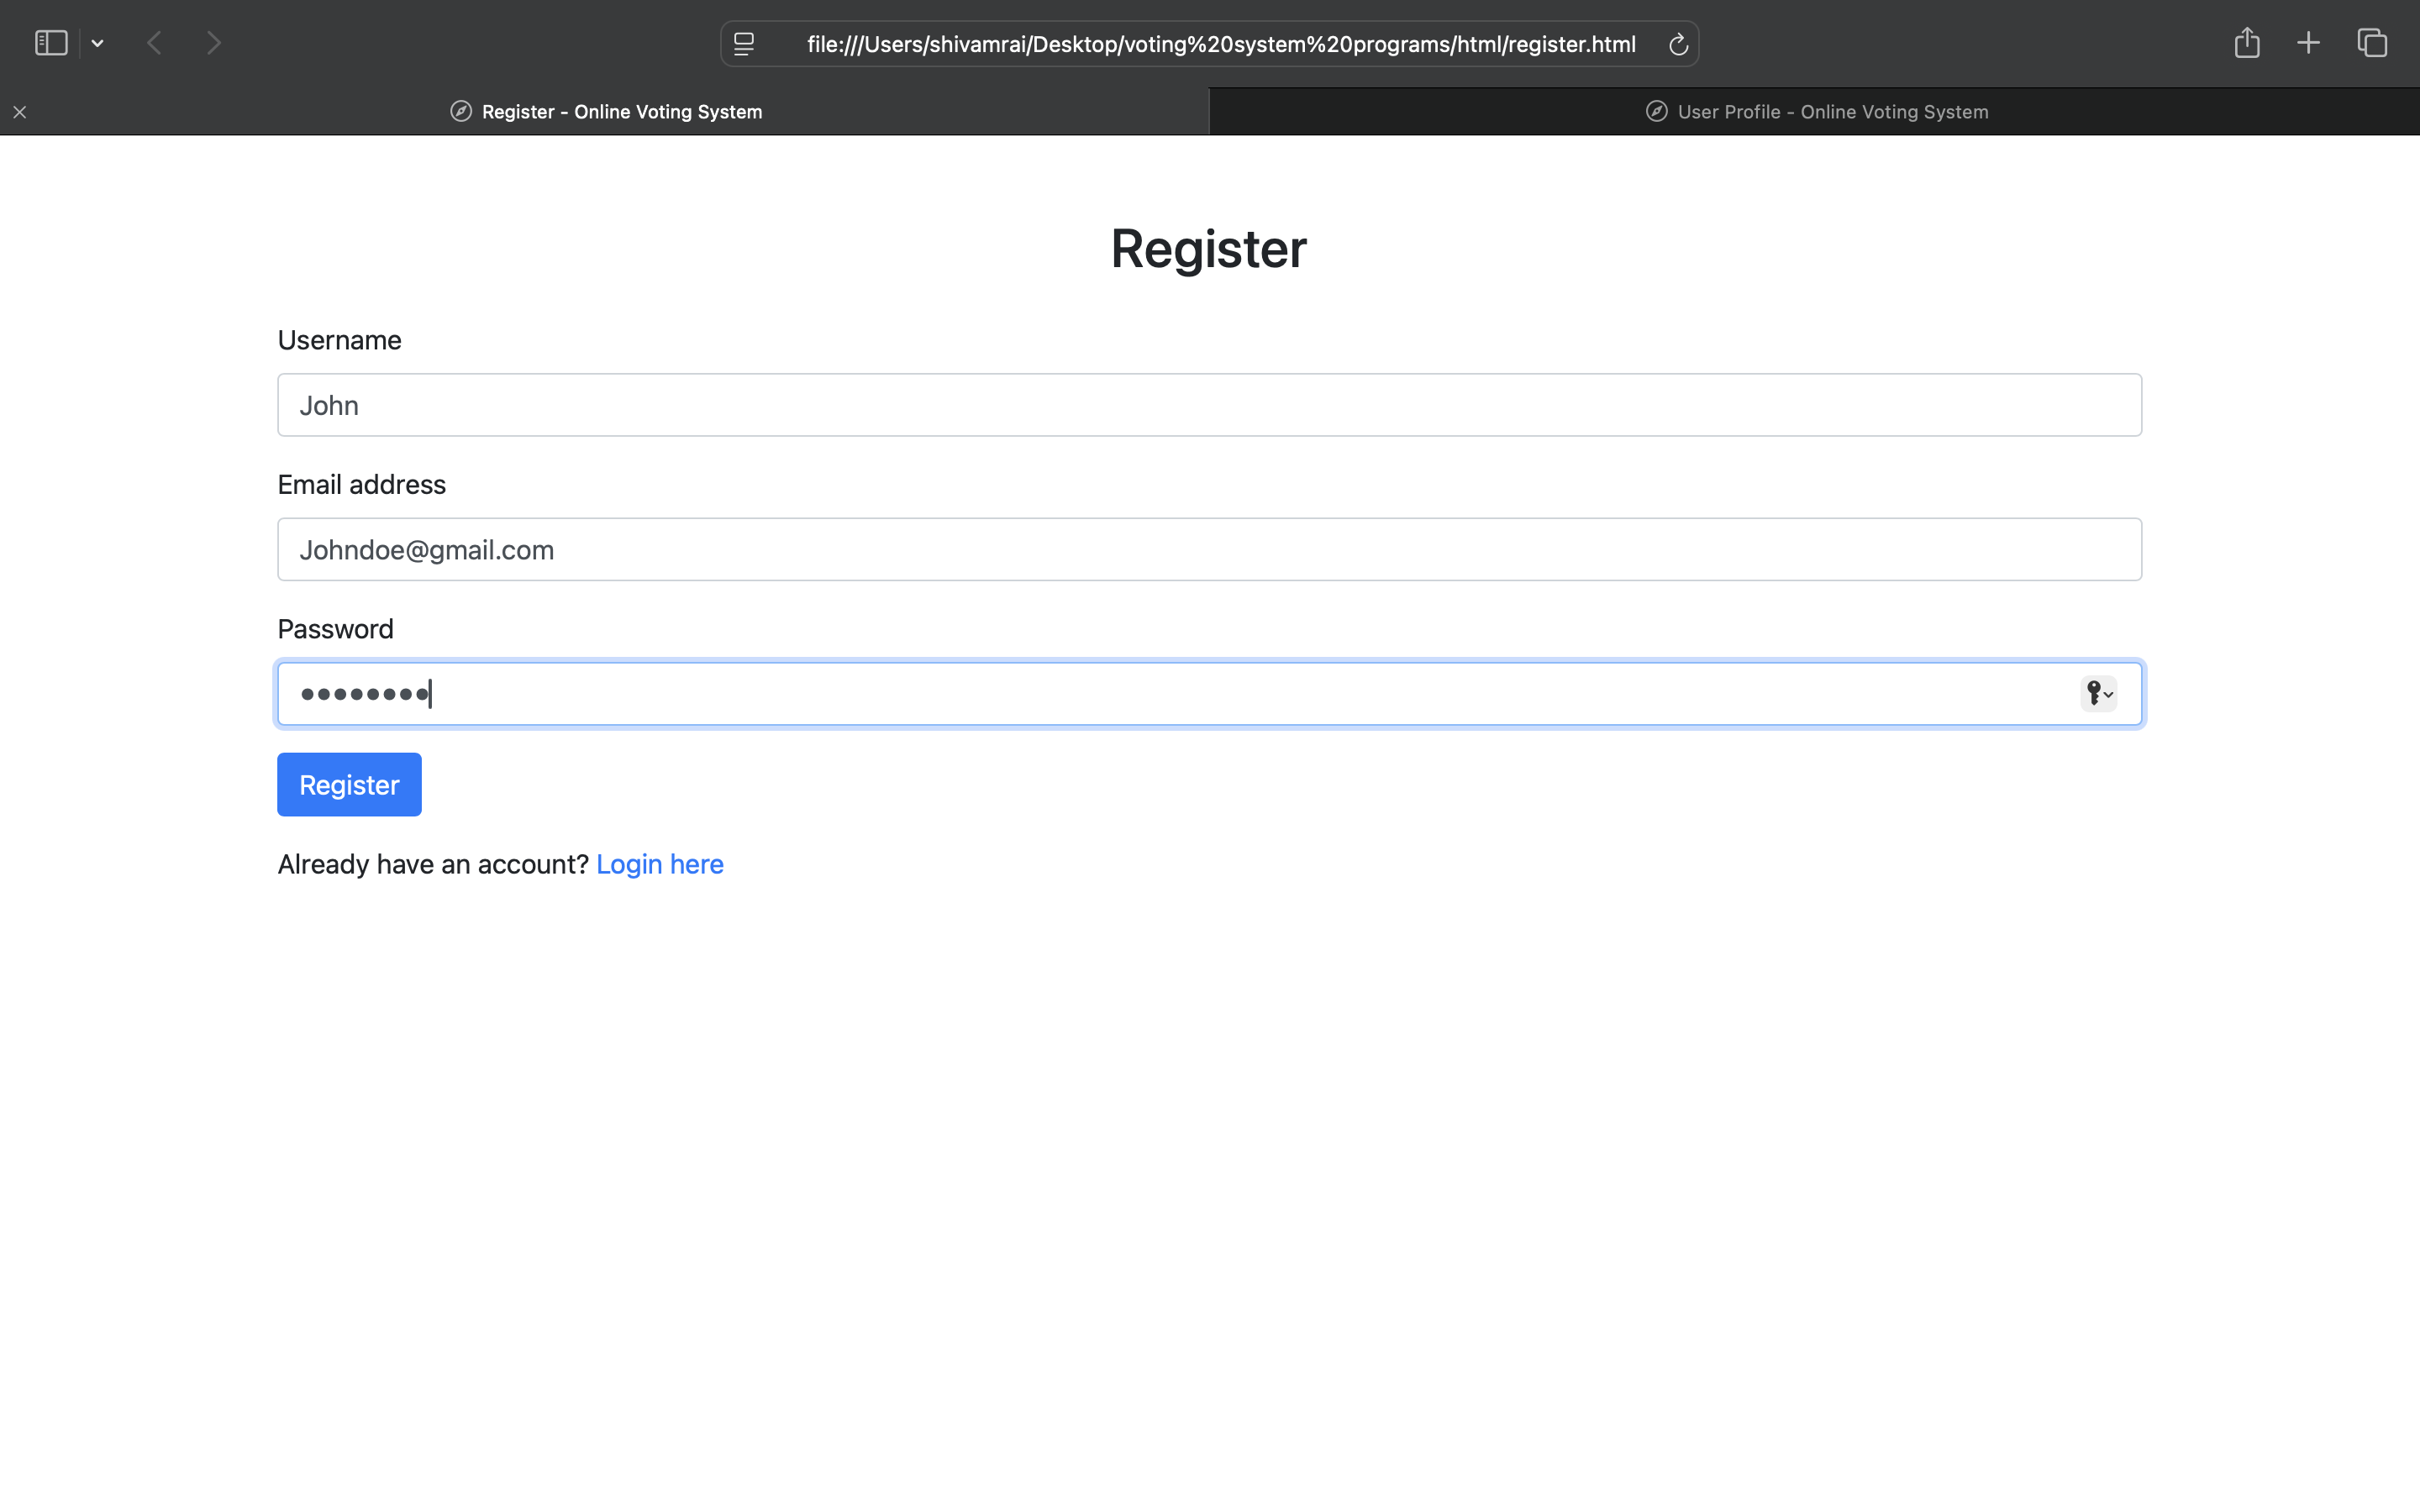 file:///Users/shivamrai/Desktop/voting%20system%20programs/html/register.html
Register - Online Voting System
User Profile - Online Voting System
Register
Username
John
Email address
Johndoe@gmail.com
Password
••••••••
Register
Already have an account? Login here